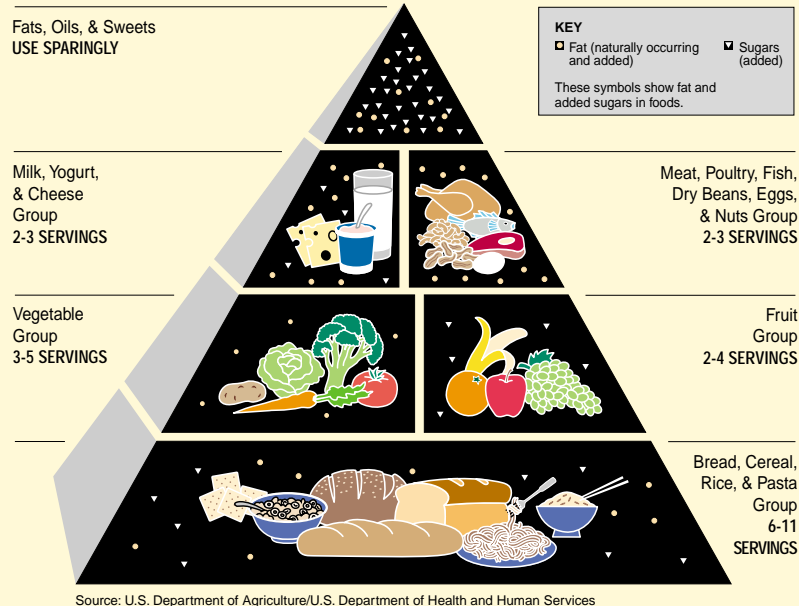 Fats, Oils, & Sweets
USE SPARINGLY
KEY
Fat (naturally occurring
and added)
Sugars
(added)
These symbols show fat and
added sugars in foods.
Milk, Yogurt,
& Cheese
Group
2-3 SERVINGS
Meat, Poultry, Fish,
Dry Beans, Eggs,
& Nuts Group
2-3 SERVINGS
Vegetable
Group
3-5 SERVINGS
Fruit
Group
2-4 SERVINGS
Bread, Cereal,
Rice, & Pasta
Group
6-11
SERVINGS
Source: U.S. Department of Agriculture/U.S. Department of Health and Human Services